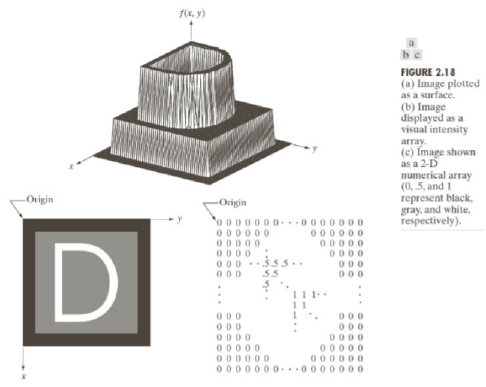 f(x, y)
y
x
a
b c
FIGURE 2.18
(a) Image plotted
as a surface.
(b) Image
displayed as a
visual intensity
array.
(c) Image shown
as a 2-D
numerical array
(0, .5, and 1
represent black,
gray, and white,
respectively).
Origin
y
D
x
Origin
0 0 0 0 0 0 0 · · · 0 0 0 0 0 0 0
0 0 0 0 0 0 0 0 0 0 0
0 0 0 0 0 0 0 0 0
0 0 0 0 0 0 0 0
0 0 0 · · .5 .5 .5 · · 0 0 0
0 0 0 .5 .5 0 0 0
.5
1 1 1 · ·
1 1
0 0 0 1 0 0 0
0 0 0 0 0 0
0 0 0 0 0 0 0 0
0 0 0 0 0 0 0 0 0
0 0 0 0 0 0 0 0 0 0 0
0 0 0 0 0 0 0 · · · 0 0 0 0 0 0 0